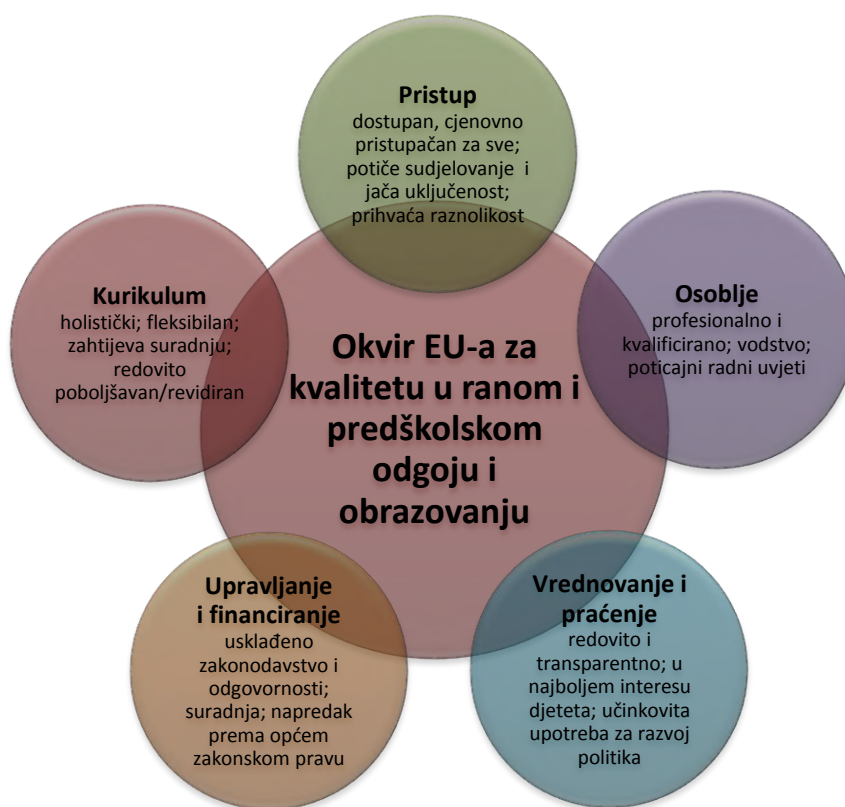 Pristup
dostupan, cjenovno
pristupačan za sve;
potiče sudjelovanje i
jača uključenost;
prihvaća raznolikost
Kurikulum
holistički; fleksibilan;
zahtijeva suradnju;
redovito
poboljšavan/revidiran
Okvir EU-a za
kvalitetu u ranom i
predškolskom
odgoju i
obrazovanju
Osoblje
profesionalno i
kvalificirano; vodstvo;
poticajni radni uvjeti
Upravljanje
i financiranje
usklađeno
zakonodavstvo i
odgovornosti;
suradnja; napredak
prema općem
zakonskom pravu
Vrednovanje i
praćenje
redovito i
transparentno; u
najboljem interesu
djeteta; učinkovita
upotreba za razvoj
politika